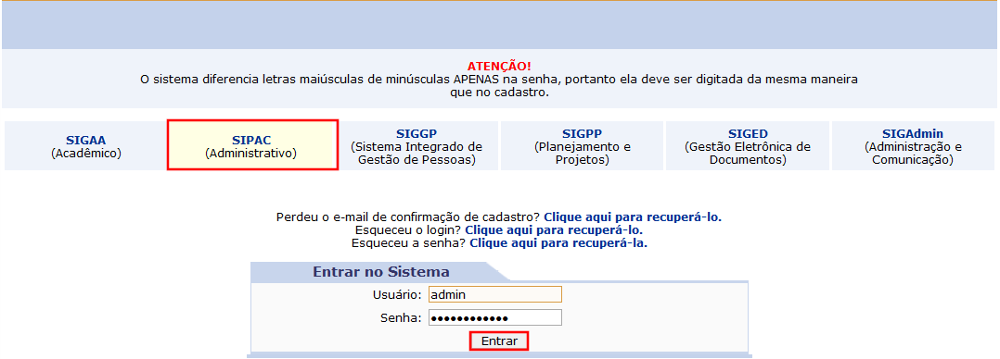 ATENÇÃO!
O sistema diferencia letras maiúsculas de minúsculas APENAS na senha, portanto ela deve ser digitada da mesma maneira
que no cadastro.
SIGAA
(Acadêmico)
SIPAC
(Administrativo)
SIGGP
(Sistema Integrado de
Gestão de Pessoas)
SIGPP
(Planejamento e
Projetos)
SIGED
(Gestão Eletrônica de
Documentos)
SIGAdmin
(Administração e
Comunicação)
Perdeu o e-mail de confirmação de cadastro? Clique aqui para recuperá-lo.
Esqueceu o login? Clique aqui para recuperá-lo.
Esqueceu a senha? Clique aqui para recuperá-la.
Entrar no Sistema
Usuário: admin
Senha: ••••••••••••
Entrar